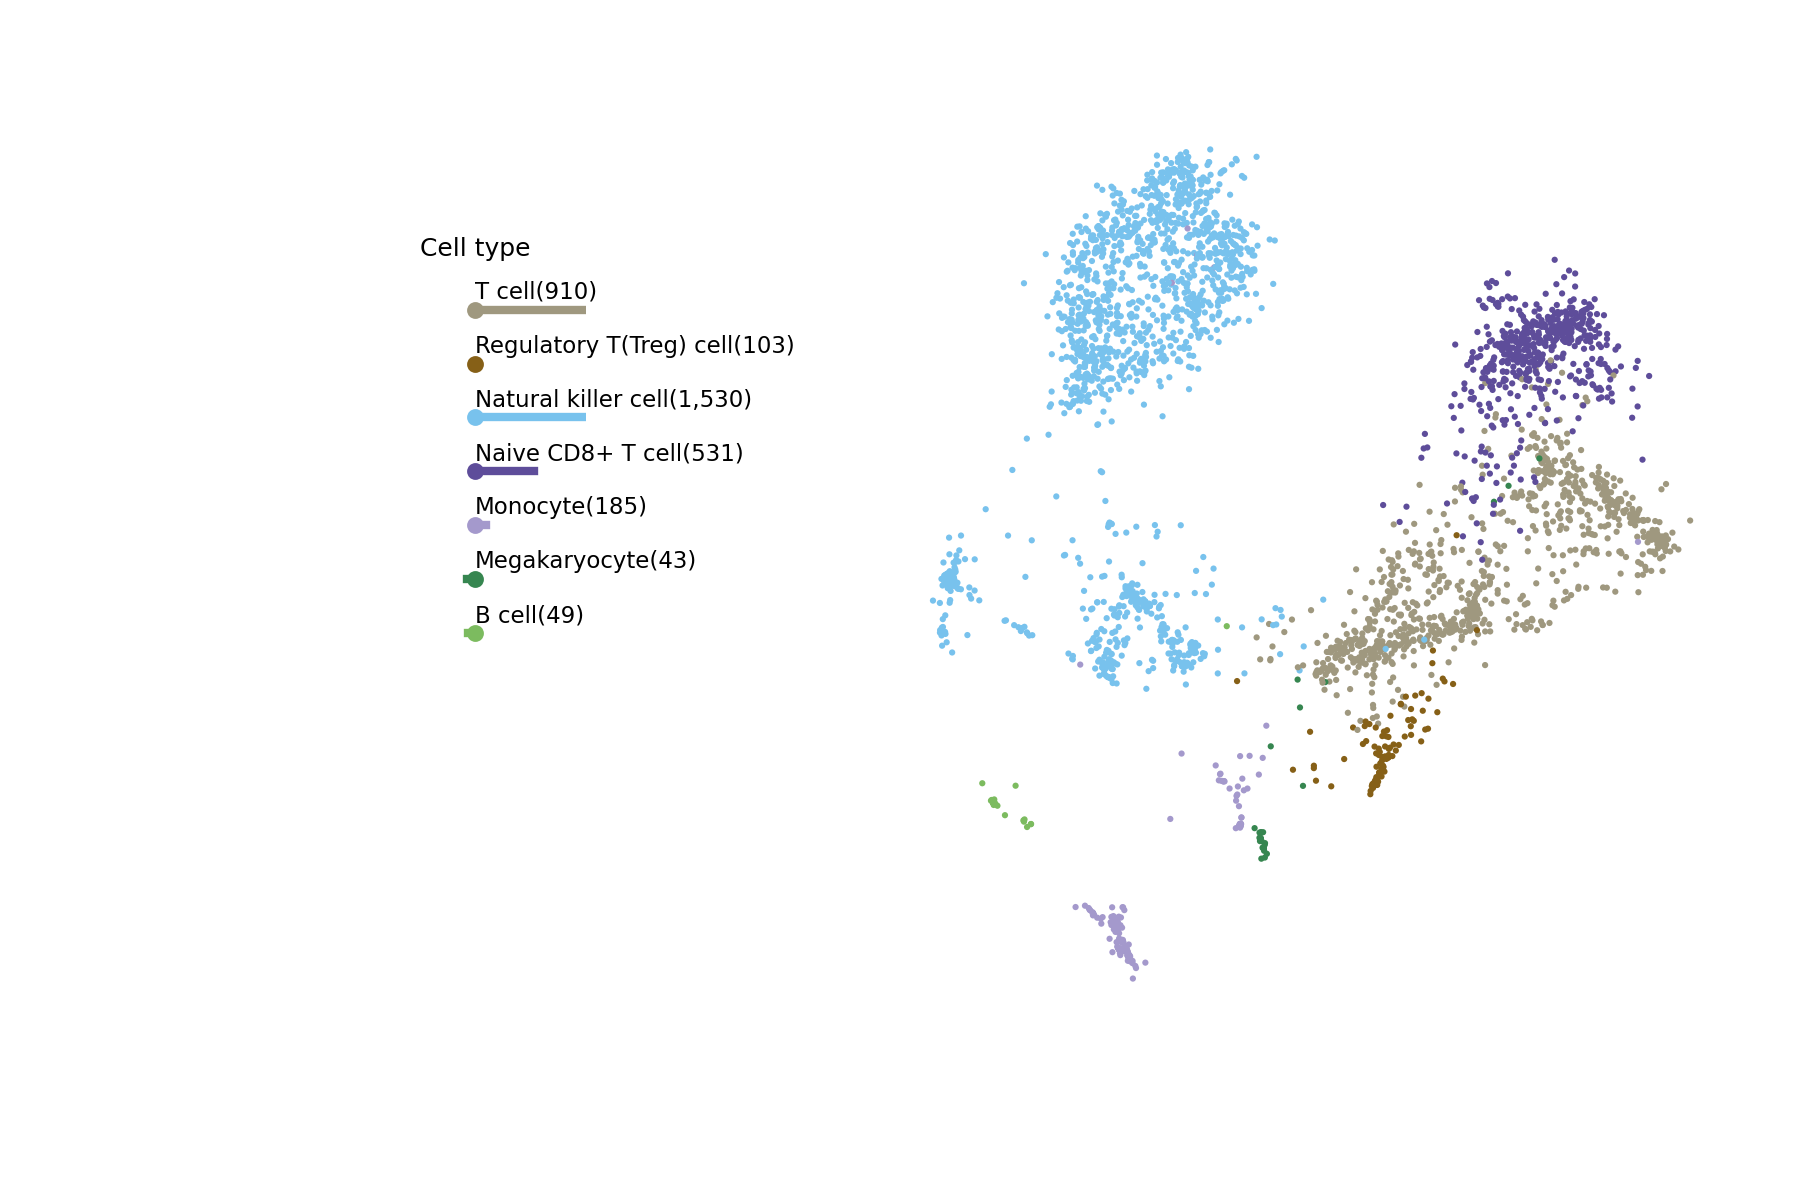 Cell type
T cell(910)
Regulatory T(Treg) cell(103)
Natural killer cell(1,530)
Naive CD8+ T cell(531)
Monocyte(185)
Megakaryocyte(43)
B cell(49)